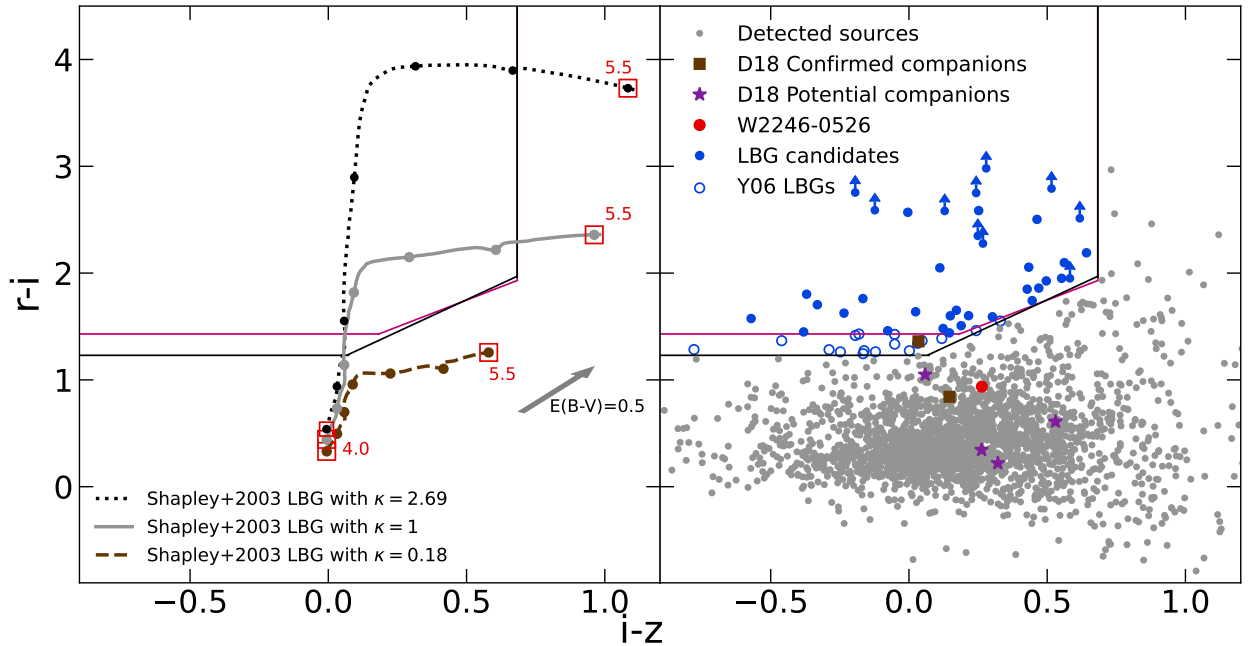 4
3
2
1
0
r-i
5.5
5.5
5.5
4.0
E(B-V)=0.5
Shapley+2003 LBG with κ = 2.69
Shapley+2003 LBG with κ = 1
Shapley+2003 LBG with κ = 0.18
−0.5
0.0
0.5
1.0
Detected sources
D18 Confirmed companions
D18 Potential companions
W2246-0526
LBG candidates
Y06 LBGs
−0.5
0.0
0.5
1.0
i-z